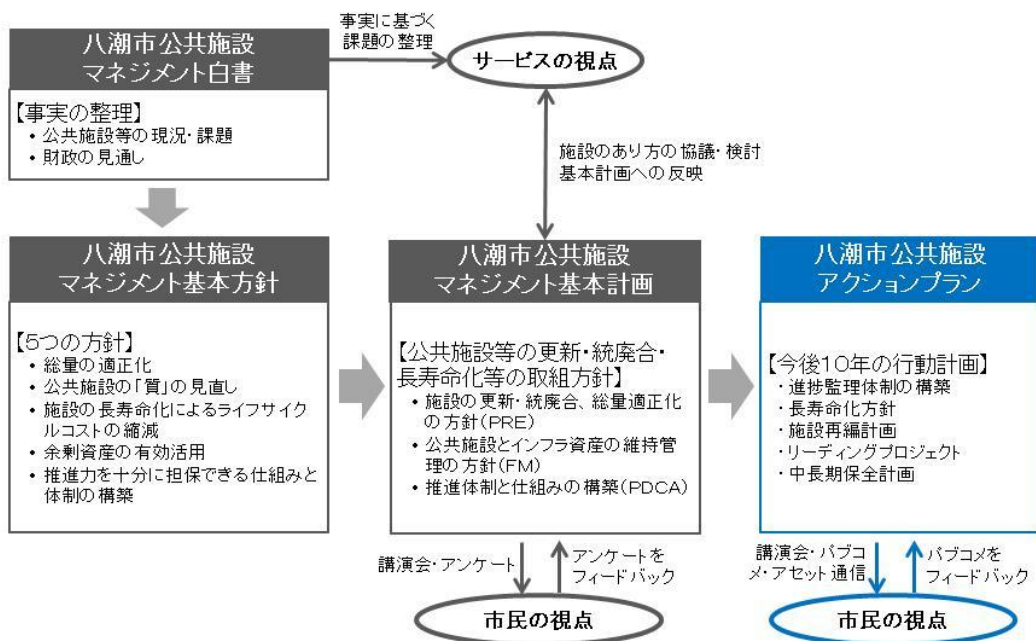 八潮市公共施設
マネジメント白書
【事実の整理】
・公共施設等の現況・課題
・財政の見通し
事実に基づく
課題の整理
サービスの視点
施設のあり方の協議・検討
基本計画への反映
八潮市公共施設
マネジメント基本方針
【5つの方針】
・総量の適正化
・公共施設の「質」の見直し
・施設の長寿命化によるライフサイク
ルコストの縮減
・余剰資産の有効活用
・推進力を十分に担保できる仕組みと
体制の構築
八潮市公共施設
マネジメント基本計画
【公共施設等の更新・統廃合・
長寿命化等の取組方針】
・施設の更新・統廃合、総量適正化
の方針(PRE)
・公共施設とインフラ資産の維持管
理の方針(FM)
・推進体制と仕組みの構築(PDCA)
八潮市公共施設
アクションプラン
【今後10年の行動計画】
・進捗監理体制の構築
・長寿命化方針
・施設再編計画
・リーディングプロジェクト
・中長期保全計画
講演会・アンケート
アンケートを
フィードバック
市民の視点
講演会・パブコ
メ・アセット通信
パブコメを
フィードバック
市民の視点